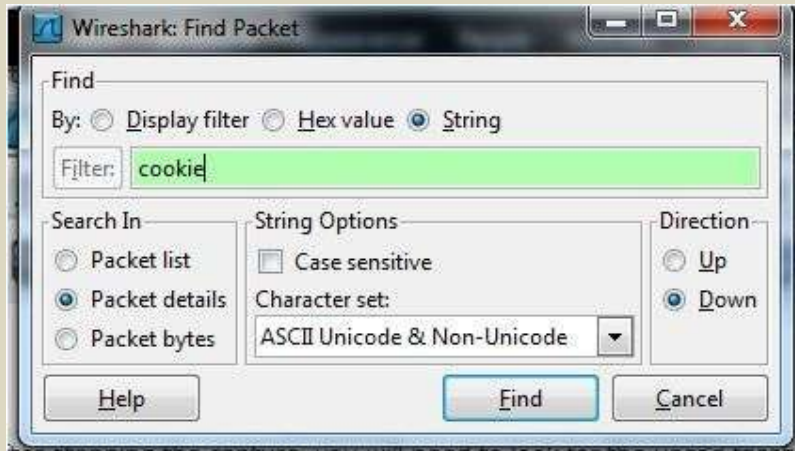 Wireshark: Find Packet
Find
By: Display filter Hex value String
Filter: cookie
Search In
Packet list
Packet details
Packet bytes
String Options
Case sensitive
Character set:
ASCII Unicode & Non-Unicode
Direction
Up
Down
Help Find Cancel